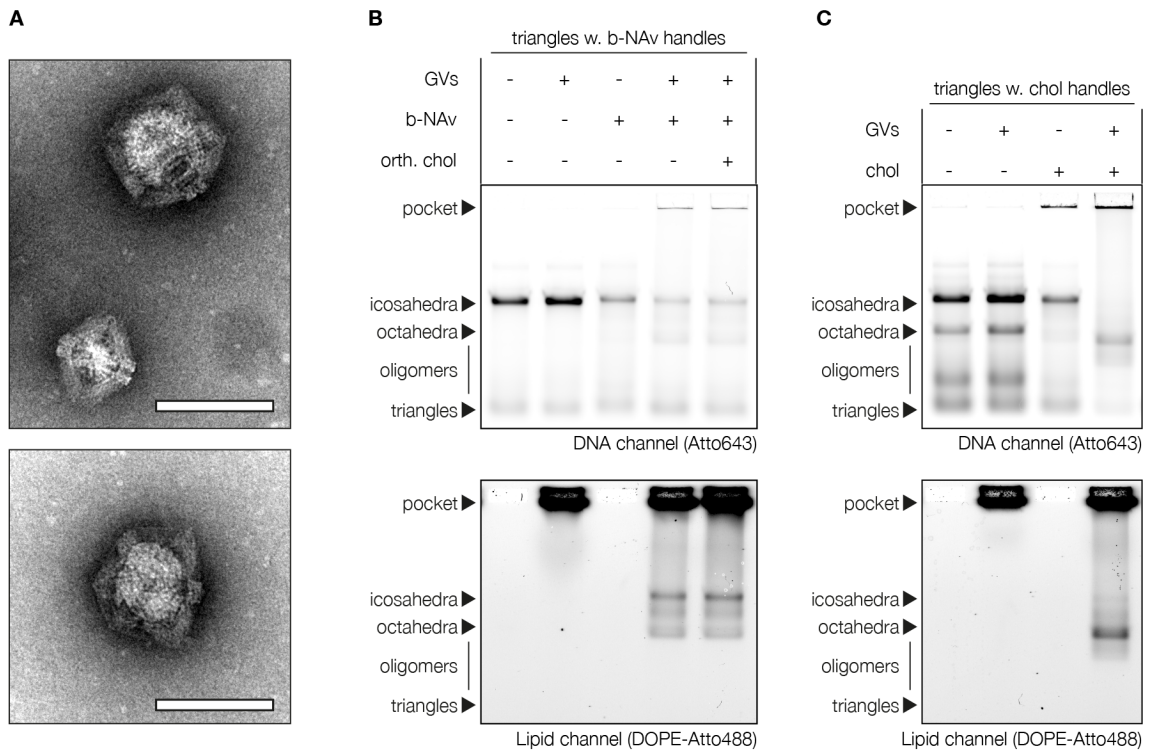 A
B
triangles w. b-NAv handles
GVs - + - + +
b-NAv - - + + +
orth. chol - - - - +
pocket
icosahedra
octahedra
oligomers
triangles
DNA channel (Atto643)
pocket
icosahedra
octahedra
oligomers
triangles
Lipid channel (DOPE-Atto488)
C
triangles w. chol handles
GVs - + - +
chol - - + +
pocket
icosahedra
octahedra
oligomers
triangles
DNA channel (Atto643)
pocket
icosahedra
octahedra
oligomers
triangles
Lipid channel (DOPE-Atto488)